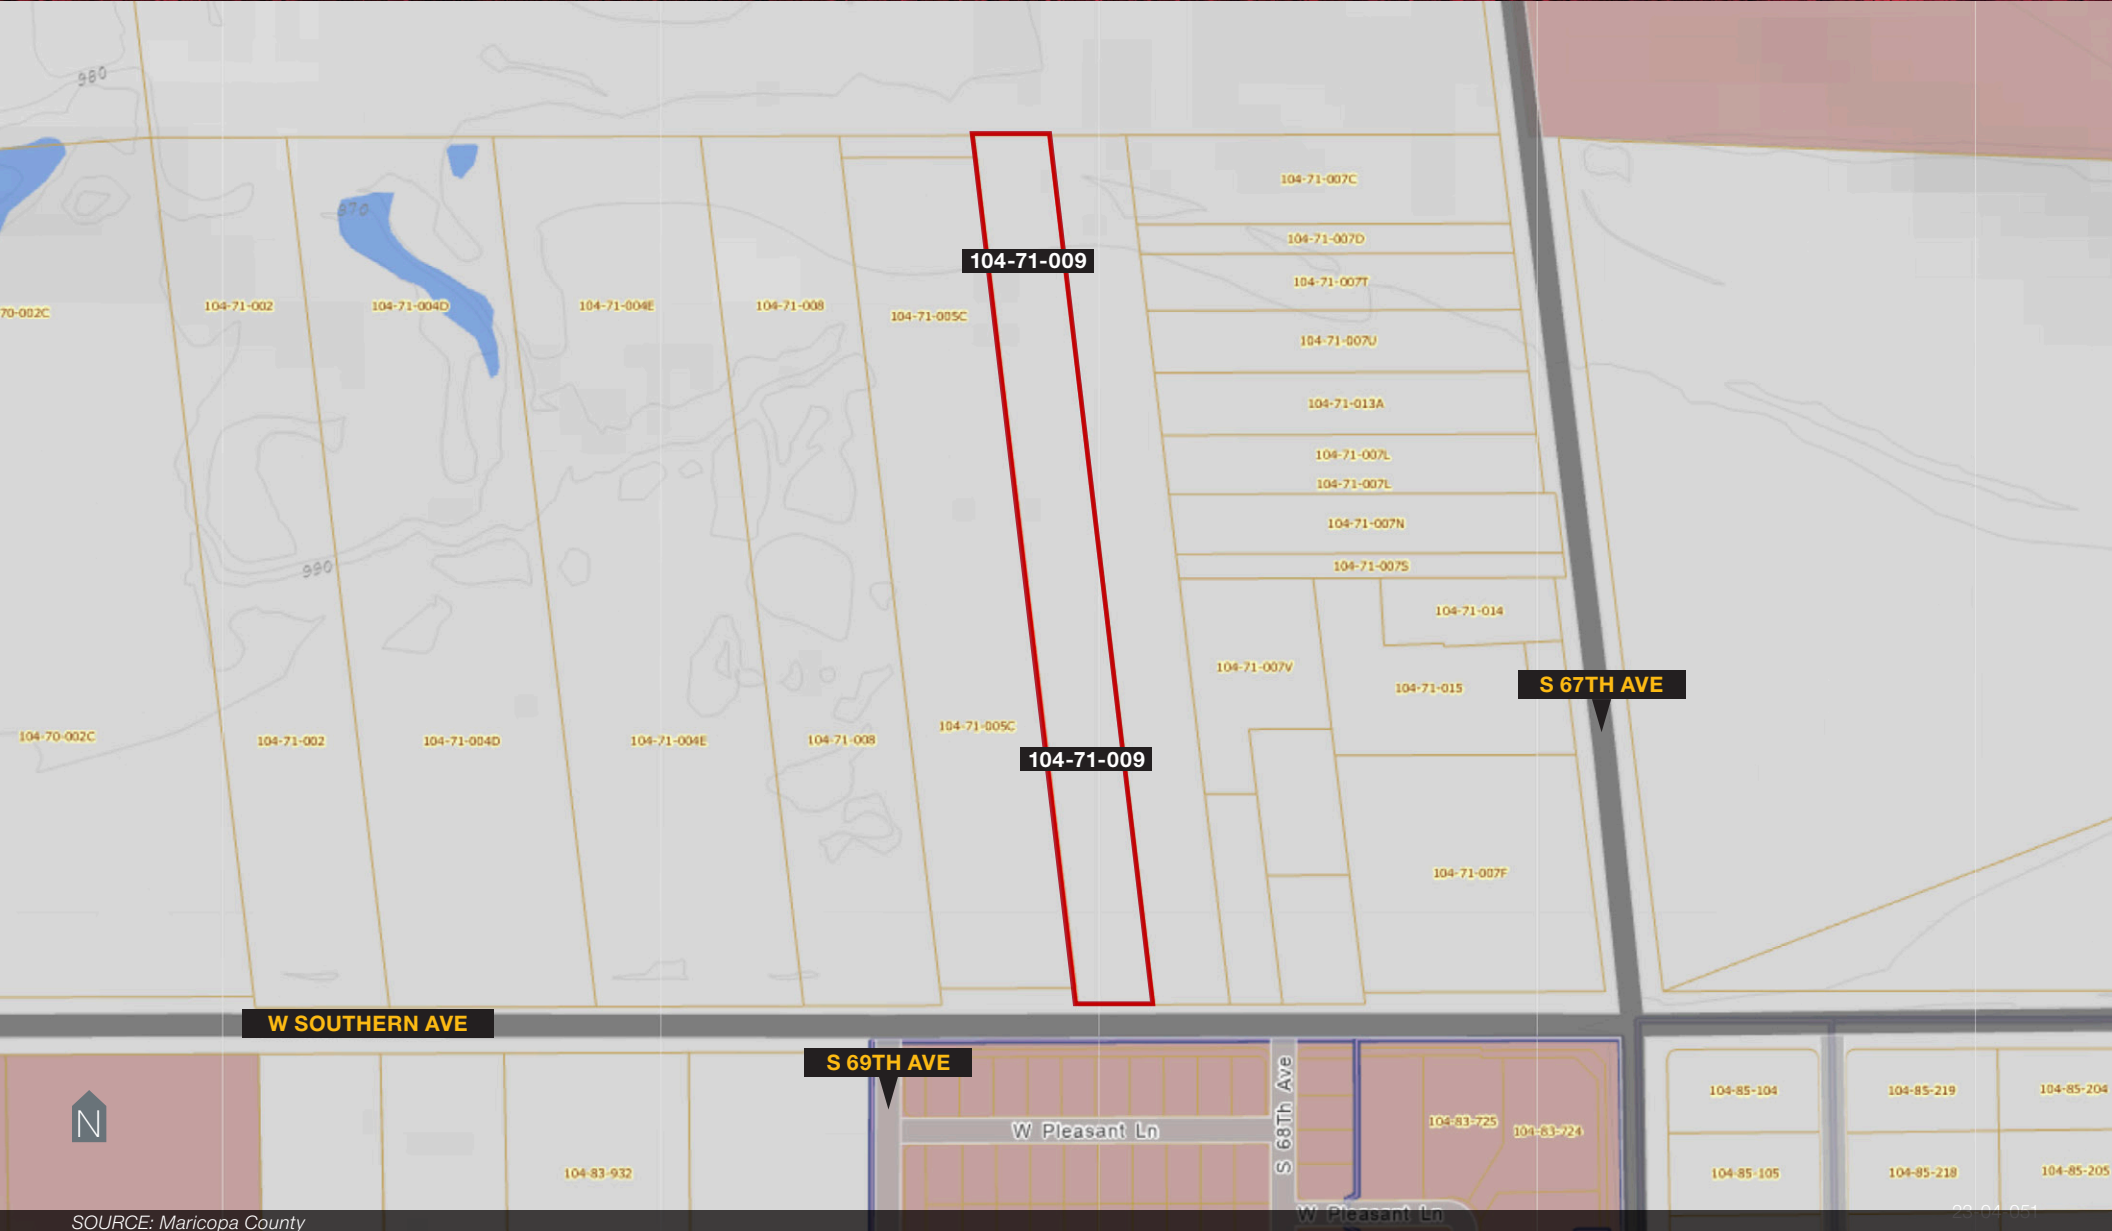 980
104-71-007C
870
104-71-007D
104-71-009
104-71-007T
70-002C
104-71-002
104-71-004D
104-71-004E
104-71-008
104-71-005C
104-71-007U
104-71-013A
104-71-007L
104-71-007L
104-71-007N
990
104-71-007S
104-71-014
104-71-007V
104-71-015
S 67TH AVE
104-70-002C
104-71-002
104-71-004D
104-71-004E
104-71-008
104-71-005C
104-71-009
104-71-007F
W SOUTHERN AVE
S 69TH AVE
S 68Th Ave
104-85-104
104-85-219
104-85-204
N
W Pleasant Ln
104-83-725
104-83-724
104-83-932
104-85-105
104-85-218
104-85-205
W Pleasant Ln
SOURCE: Maricopa County